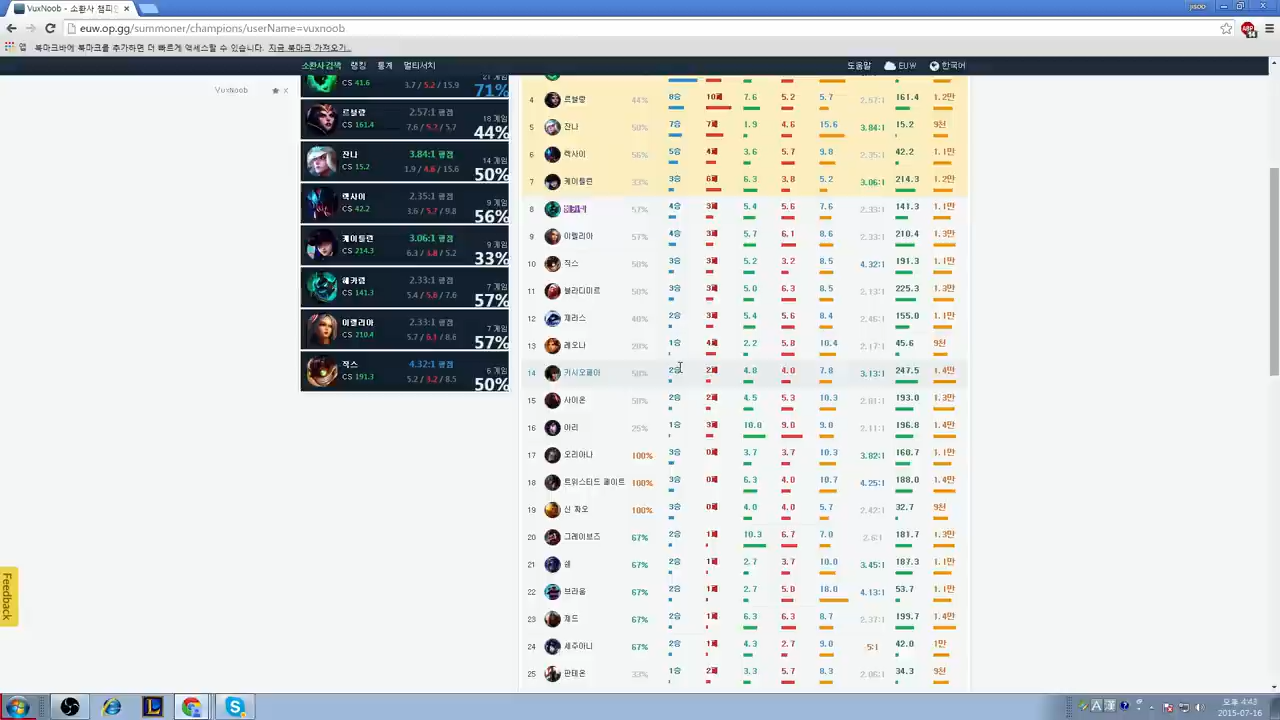 VuxNoob - 소환사 챔피언
jisoo
euw.op.gg/summoner/champions/userName=vuxnoob
앱 북마크바에 북마크를 추가하면 더 빠르게 액세스할 수 있습니다. 지금 북마크 가져오기...
소환사검색 랭킹 통계 멀티서치 도움말 EUW 한국어
VuxNoob
CS 41.6 3.7 / 5.2 / 15.9 21 게임 71%
르블랑 2.57:1 평점 18 게임
CS 161.4 7.6 / 5.2 / 5.7 44%
잔나 3.84:1 평점 14 게임
CS 15.2 1.9 / 4.6 / 15.6 50%
렉사이 2.35:1 평점 9 게임
CS 42.2 3.6 / 5.7 / 9.8 56%
케이틀린 3.06:1 평점 9 게임
CS 214.3 6.3 / 3.8 / 5.2 33%
헤카림 2.33:1 평점 7 게임
CS 141.3 5.4 / 5.6 / 7.6 57%
이렐리아 2.33:1 평점 7 게임
CS 210.4 5.7 / 6.1 / 8.6 57%
직스 4.32:1 평점 6 게임
CS 191.3 5.2 / 3.2 / 8.5 50%
4 르블랑 44% 8승 10패 7.6 5.2 5.7 2.57:1 161.4 1.2만
5 잔나 50% 7승 7패 1.9 4.6 15.6 3.84:1 15.2 9천
6 렉사이 56% 5승 4패 3.6 5.7 9.8 2.35:1 42.2 1.1만
7 케이틀린 33% 3승 6패 6.3 3.8 5.2 3.06:1 214.3 1.2만
8 헤카림 57% 4승 3패 5.4 5.6 7.6 2.33:1 141.3 1.1만
9 이렐리아 57% 4승 3패 5.7 6.1 8.6 2.33:1 210.4 1.3만
10 직스 50% 3승 3패 5.2 3.2 8.5 4.32:1 191.3 1.1만
11 블라디미르 50% 3승 3패 5.0 6.3 8.5 2.13:1 225.3 1.3만
12 제라스 40% 2승 3패 5.4 5.6 8.4 2.46:1 155.0 1.1만
13 레오나 20% 1승 4패 2.2 5.8 10.4 2.17:1 45.6 9천
14 카시오페아 50% 2승 2패 4.8 4.0 7.8 3.13:1 247.5 1.4만
15 사이온 50% 2승 2패 4.5 5.3 10.3 2.81:1 193.0 1.3만
16 아리 25% 1승 3패 10.0 9.0 9.0 2.11:1 196.8 1.4만
17 오리아나 100% 3승 0패 3.7 3.7 10.3 3.82:1 160.7 1.1만
18 트위스티드 페이트 100% 3승 0패 6.3 4.0 10.7 4.25:1 188.0 1.4만
19 신 짜오 100% 3승 0패 4.0 4.0 5.7 2.42:1 32.7 9천
20 그레이브즈 67% 2승 1패 10.3 6.7 7.0 2.6:1 181.7 1.3만
21 쉔 67% 2승 1패 2.7 3.7 10.0 3.45:1 187.3 1.1만
22 브라움 67% 2승 1패 2.7 5.0 18.0 4.13:1 53.7 1.1만
23 제드 67% 2승 1패 6.3 6.3 8.7 2.37:1 199.7 1.4만
24 세주아니 67% 2승 1패 4.3 2.7 9.0 5:1 42.0 1만
25 판테온 33% 1승 2패 3.3 5.7 8.3 2.06:1 34.3 9천
Feedback
오후 4:43
2015-07-16